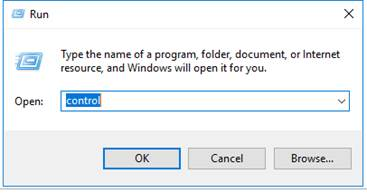 Run
Type the name of a program, folder, document, or Internet
resource, and Windows will open it for you.
Open: control
OK Cancel Browse...